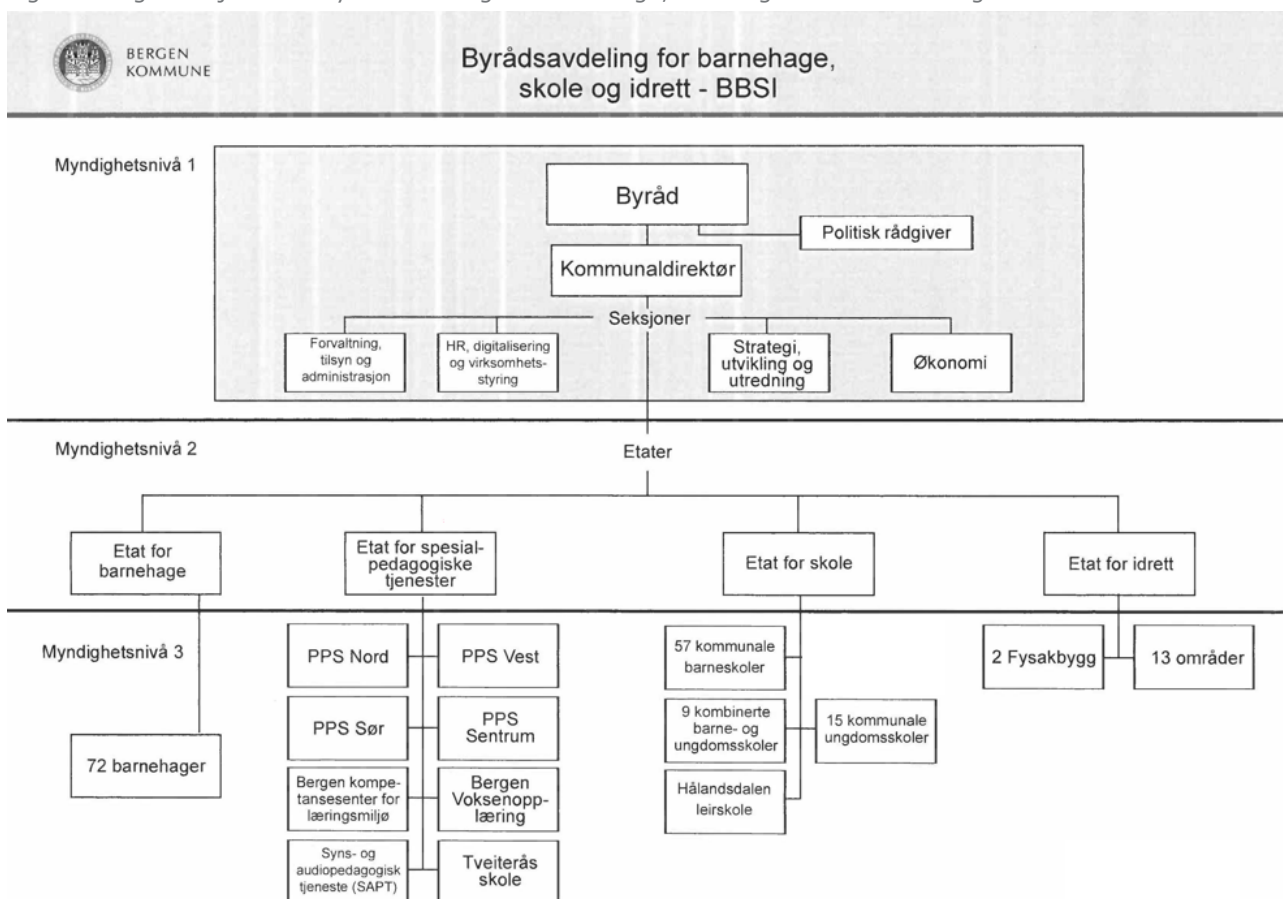 BERGEN
KOMMUNE
Byrådsavdeling for barnehage,
skole og idrett - BBSI
Myndighetsnivå 1
Byråd
Politisk rådgiver
Kommunaldirektør
Seksjoner
Forvaltning,
tilsyn og
administrasjon
HR, digitalisering
og virksomhets-
styring
Strategi,
utvikling og
utredning
Økonomi
Myndighetsnivå 2
Etater
Etat for
barnehage
Etat for spesial-
pedagogiske
tjenester
Etat for skole
Etat for idrett
Myndighetsnivå 3
72 barnehager
PPS Nord
PPS Vest
PPS Sør
PPS
Sentrum
Bergen kompe-
tansesenter for
læringsmiljø
Bergen
Voksenopp-
læring
Syns- og
audiopedagogisk
tjeneste (SAPT)
Tveiterås
skole
57 kommunale
barneskoler
9 kombinerte
barne- og
ungdomsskoler
15 kommunale
ungdomsskoler
Hålandsdalen
leirskole
2 Fysakbygg
13 områder